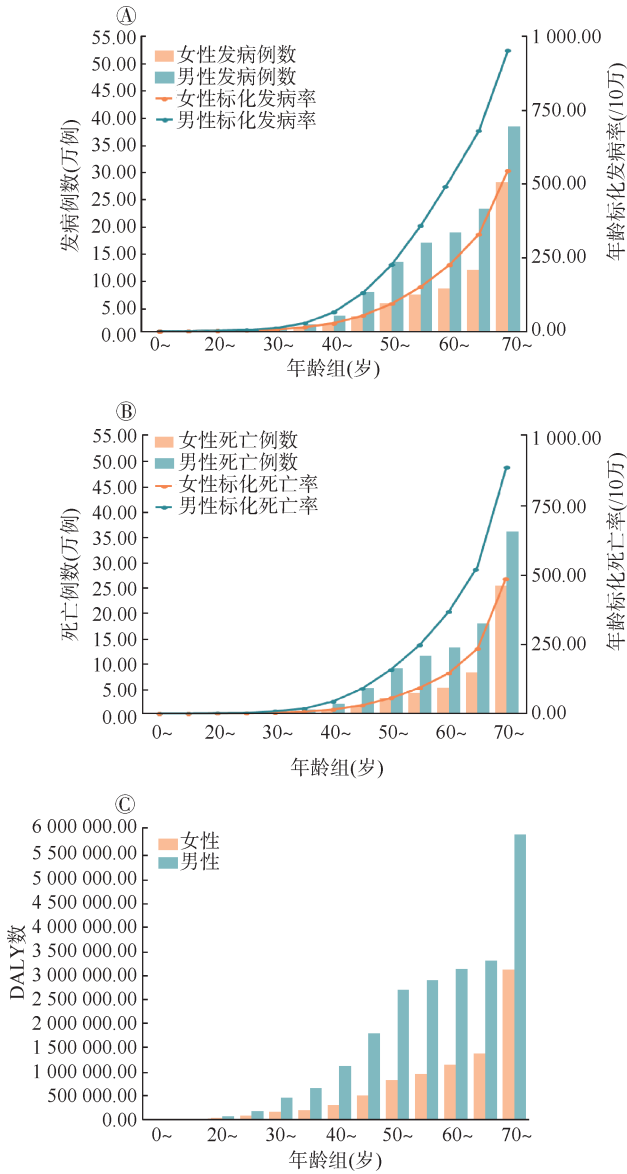 Ⓐ
55.00
50.00
45.00
40.00
35.00
30.00
25.00
20.00
15.00
10.00
5.00
0.00
发病例数(万例)
女性发病例数
男性发病例数
女性标化发病率
男性标化发病率
1 000.00
750.00
500.00
250.00
0.00
年龄标化发病率(/10万)
0~ 20~ 30~ 40~ 50~ 60~ 70~
年龄组(岁)
Ⓑ
55.00
50.00
45.00
40.00
35.00
30.00
25.00
20.00
15.00
10.00
5.00
0.00
死亡例数(万例)
女性死亡例数
男性死亡例数
女性标化死亡率
男性标化死亡率
1 000.00
750.00
500.00
250.00
0.00
年龄标化死亡率(/10万)
0~ 20~ 30~ 40~ 50~ 60~ 70~
年龄组(岁)
Ⓒ
6 000 000.00
5 500 000.00
5 000 000.00
4 500 000.00
4 000 000.00
3 500 000.00
3 000 000.00
2 500 000.00
2 000 000.00
1 500 000.00
1 000 000.00
500 000.00
0.00
DALY数
女性
男性
0~ 20~ 30~ 40~ 50~ 60~ 70~
年龄组(岁)